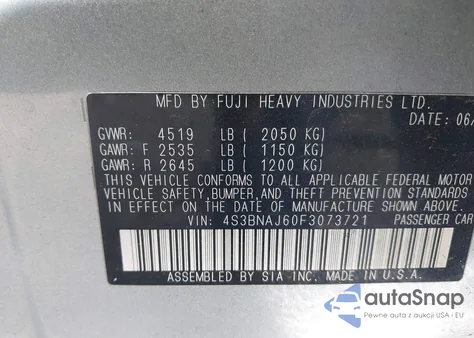 MFD BY FUJI HEAVY INDUSTRIES LTD.
DATE: 06/
GVWR: 4519 LB ( 2050 KG)
GAWR: F 2535 LB ( 1150 KG)
GAWR: R 2645 LB ( 1200 KG)
THIS VEHICLE CONFORMS TO ALL APPLICABLE FEDERAL MOTOR
VEHICLE SAFETY, BUMPER, AND THEFT PREVENTION STANDARDS
IN EFFECT ON THE DATE OF MANUFACTURE SHOWN ABOVE.
VIN: 4S3BNAJ60F3073721 PASSENGER CAR
ASSEMBLED BY SIA INC. MADE IN U.S.A.
autoSnap
Pewne auta z aukcji USA • EU